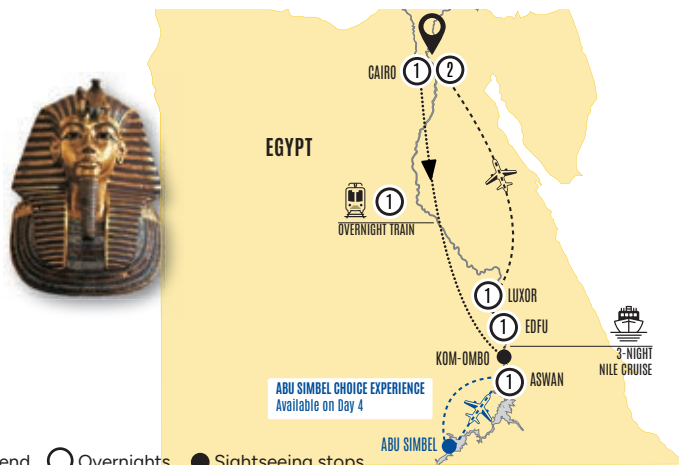 CAIRO 1 2
EGYPT
1
OVERNIGHT TRAIN
1 LUXOR
1 EDFU
KOM-OMBO
3-NIGHT
NILE CRUISE
1 ASWAN
ABU SIMBEL CHOICE EXPERIENCE
Available on Day 4
ABU SIMBEL
Overnights Sightseeing stops